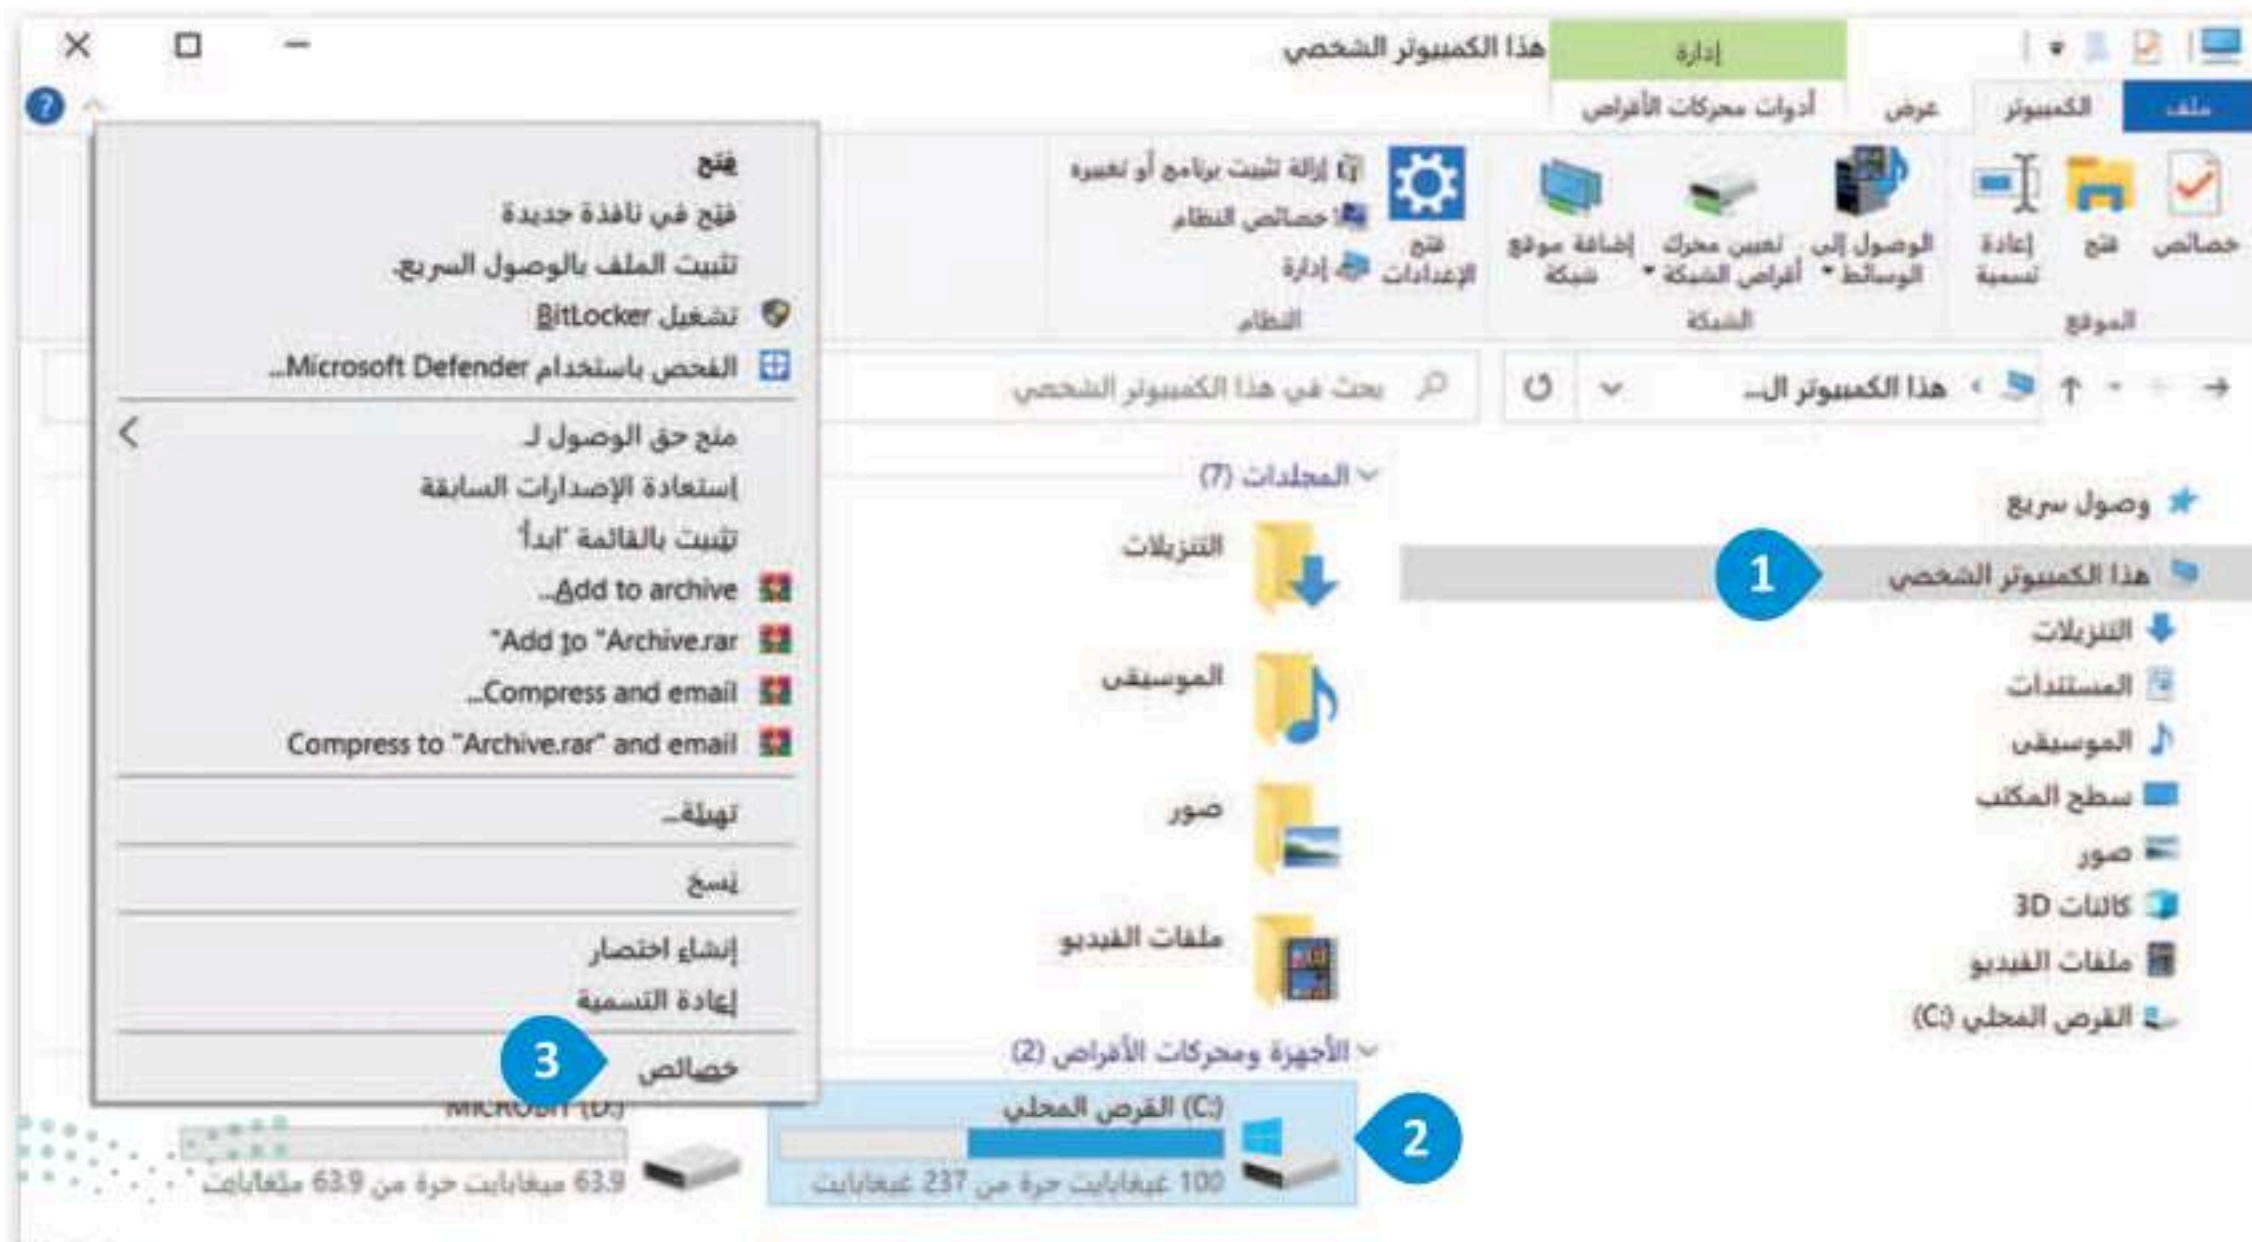 هذا الكمبيوتر الشخصي
إدارة
ملف
الكمبيوتر
عرض
أدوات محركات الأقراص
?
خصائص
فتح
إعادة تسمية
الموقع
الوصول إلى الوسائط
تعيين محرك أقراص الشبكة
إضافة موقع شبكة
الشبكة
فتح الإعدادات
إزالة تثبيت برنامج أو تغييره
خصائص النظام
إدارة
النظام
هذا الكمبيوتر ال...
بحث في هذا الكمبيوتر الشخصي
وصول سريع
هذا الكمبيوتر الشخصي
1
التنزيلات
المستندات
الموسيقى
سطح المكتب
صور
كائنات 3D
ملفات الفيديو
القرص المحلي (C:)
المجلدات (7)
التنزيلات
الموسيقى
صور
ملفات الفيديو
الأجهزة ومحركات الأقراص (2)
(C:) القرص المحلي
100 غيغابايت حرة من 237 غيغابايت
2
MICROBIT (D:)
63.9 ميغابايت حرة من 63.9 ميغابايت
فتح
فتح في نافذة جديدة
تثبيت الملف بالوصول السريع.
تشغيل BitLocker
الفحص باستخدام Microsoft Defender...
منح حق الوصول لـ
إستعادة الإصدارات السابقة
تثبيت بالقائمة "ابدأ"
Add to archive...
Add to "Archive.rar"
Compress and email...
Compress to "Archive.rar" and email
تهيئة...
نسخ
إنشاء اختصار
إعادة التسمية
خصائص
3